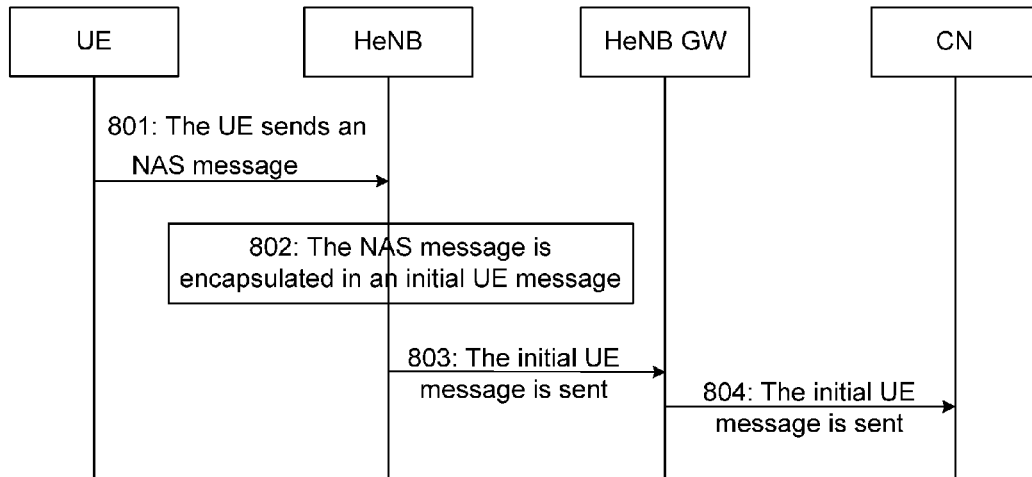 UE
HeNB
HeNB GW
CN
801: The UE sends an
NAS message
802: The NAS message is
encapsulated in an initial UE message
803: The initial UE
message is sent
804: The initial UE
message is sent